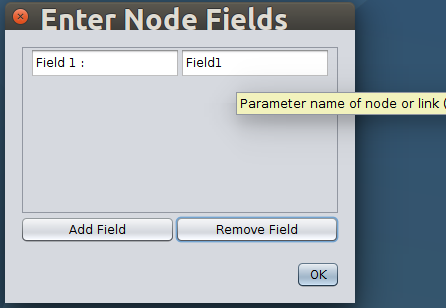 Enter Node Fields
Field 1 : Field1
Parameter name of node or link (
Add Field Remove Field
OK